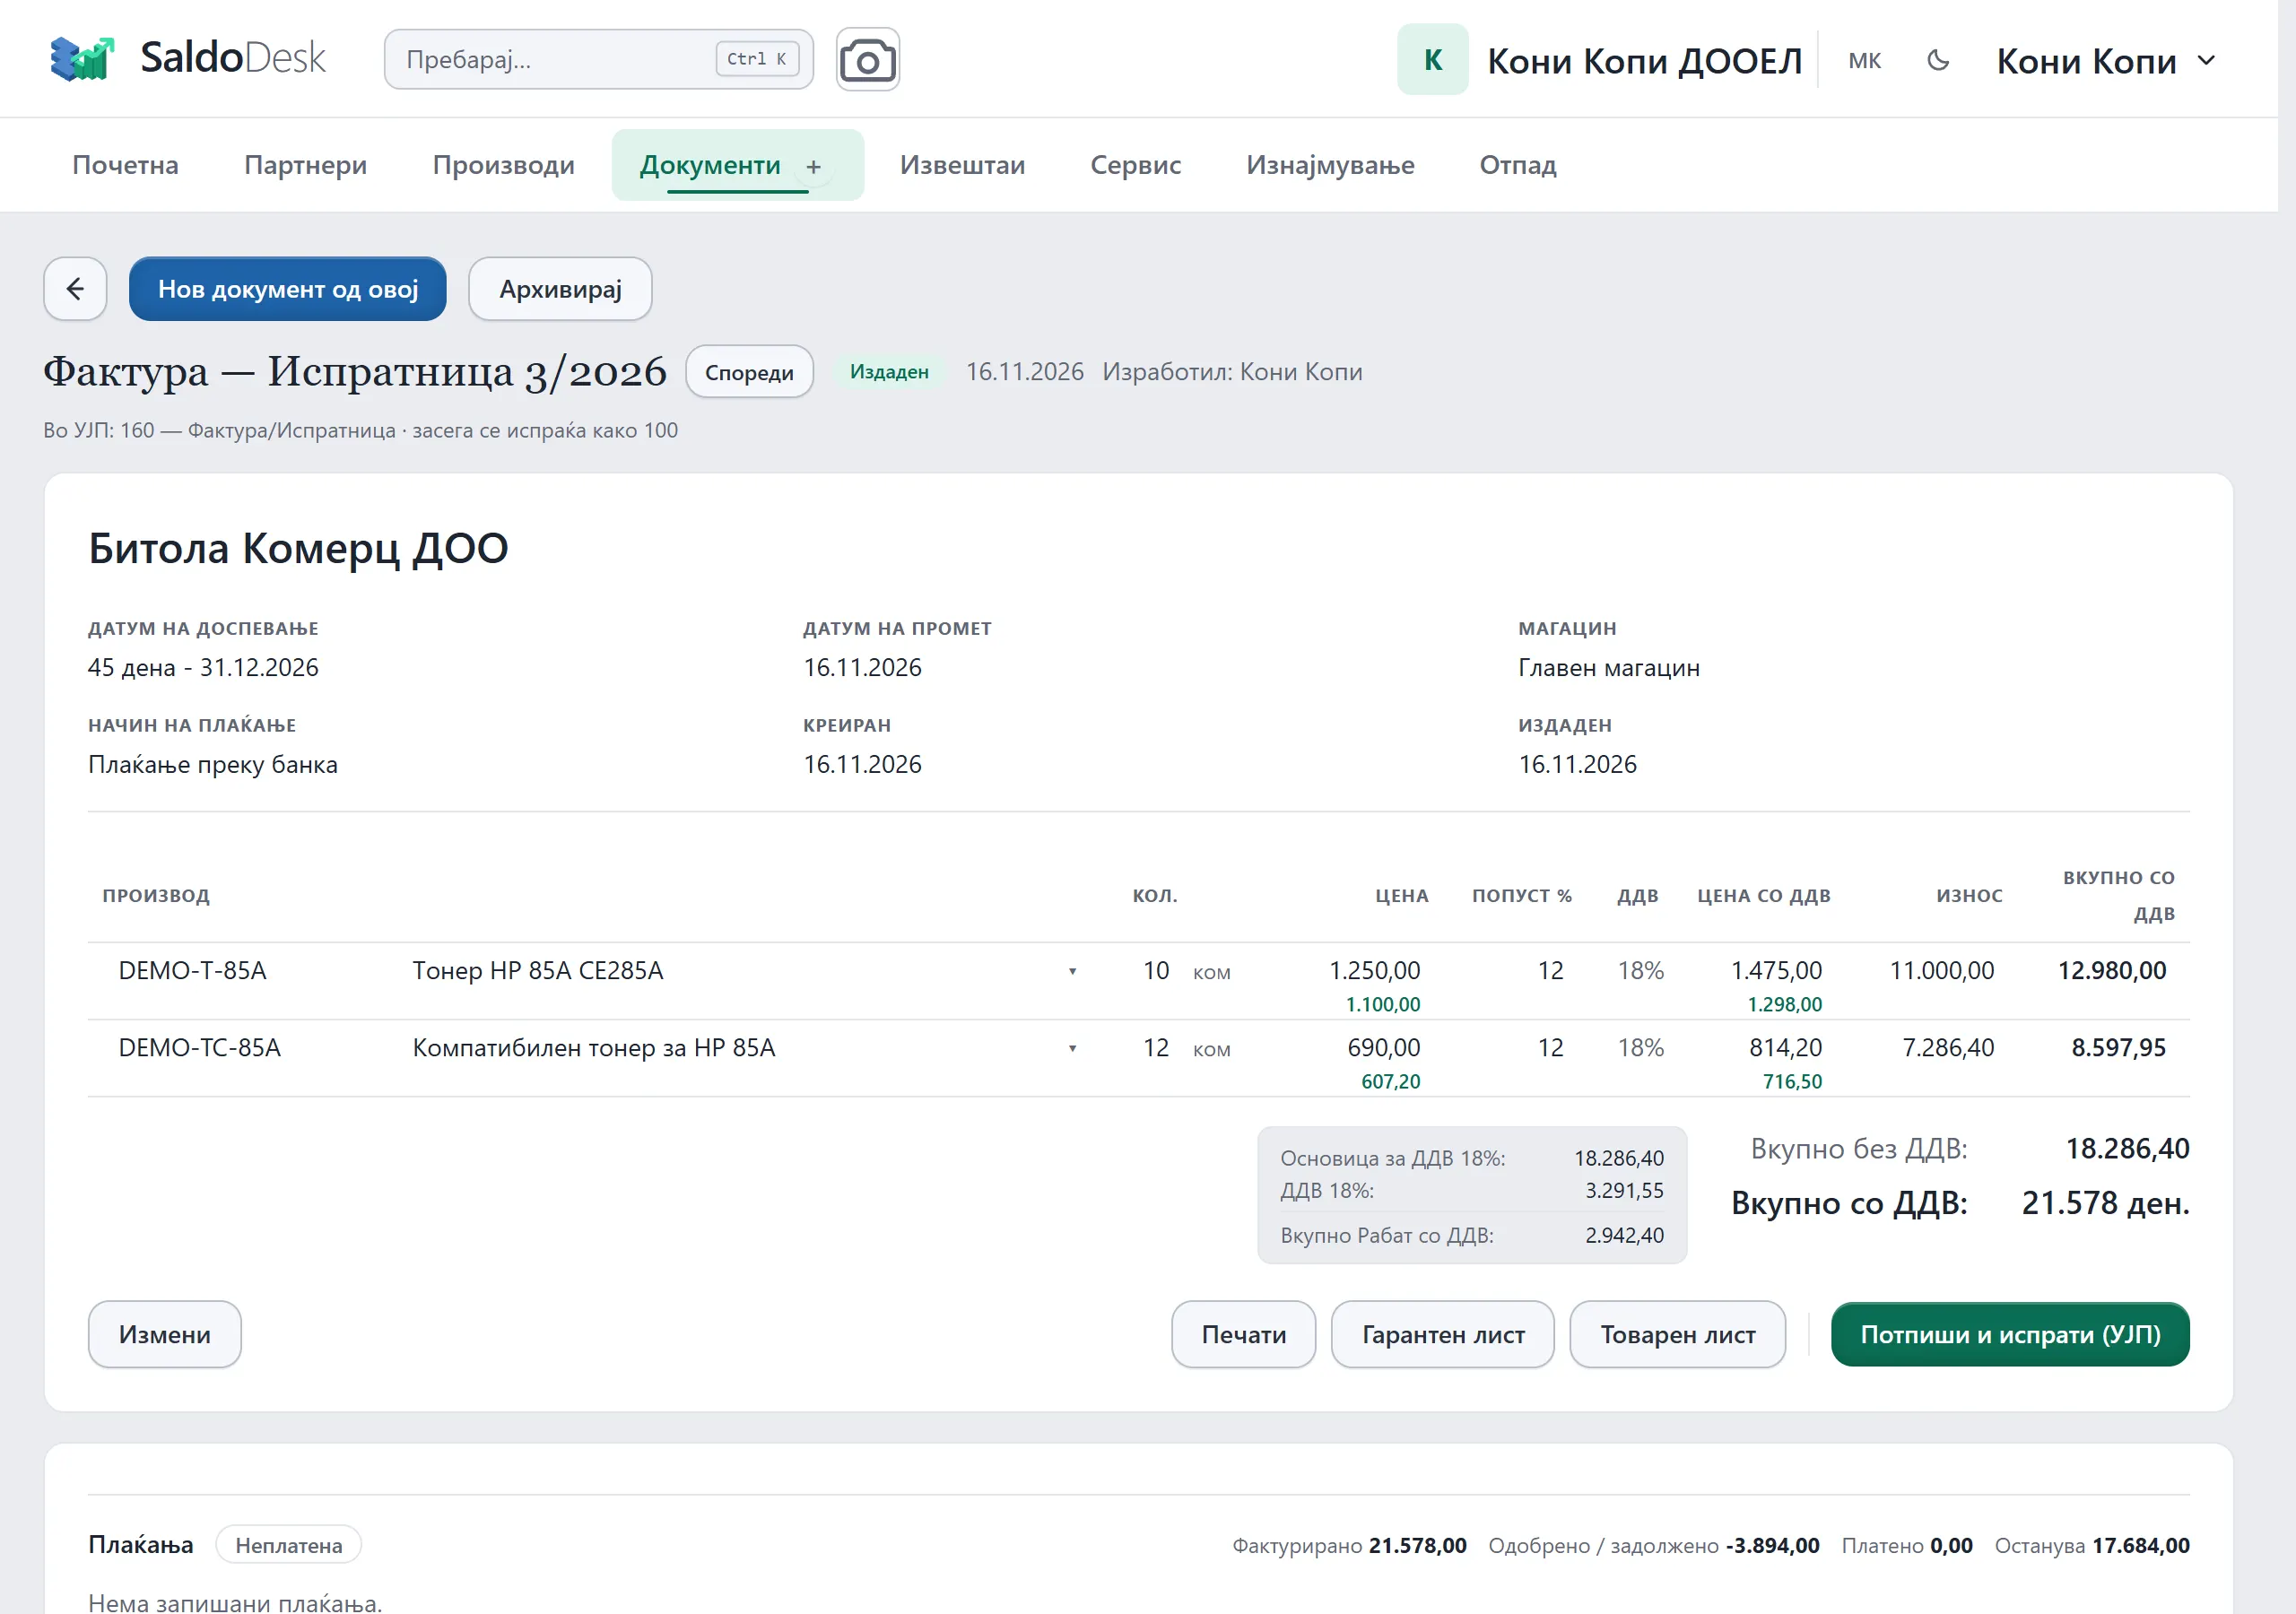 SaldoDesk
Пребарај...
Ctrl K
К
Кони Копи ДООЕЛ
МК
Кони Копи
Почетна
Партнери
Производи
Документи +
Извештаи
Сервис
Изнајмување
Отпад
Нов документ од овој
Архивирај
Фактура — Испратница 3/2026
Спореди
Издаден
16.11.2026
Изработил: Кони Копи
Во УЈП: 160 — Фактура/Испратница · засега се испраќа како 100
Битола Комерц ДОО
ДАТУМ НА ДОСПЕВАЊЕ
45 дена - 31.12.2026
ДАТУМ НА ПРОМЕТ
16.11.2026
МАГАЦИН
Главен магацин
НАЧИН НА ПЛАЌАЊЕ
Плаќање преку банка
КРЕИРАН
16.11.2026
ИЗДАДЕН
16.11.2026
ПРОИЗВОД КОЛ. ЦЕНА ПОПУСТ % ДДВ ЦЕНА СО ДДВ ИЗНОС ВКУПНО СО ДДВ
DEMO-T-85A Тонер HP 85A CE285A 10 ком 1.250,00 12 18% 1.475,00 11.000,00 12.980,00
1.100,00 1.298,00
DEMO-TC-85A Компатибилен тонер за HP 85A 12 ком 690,00 12 18% 814,20 7.286,40 8.597,95
607,20 716,50
Основица за ДДВ 18%: 18.286,40
ДДВ 18%: 3.291,55
Вкупно Рабат со ДДВ: 2.942,40
Вкупно без ДДВ: 18.286,40
Вкупно со ДДВ: 21.578 ден.
Измени
Печати
Гарантен лист
Товарен лист
Потпиши и испрати (УЈП)
Плаќања
Неплатена
Фактурирано 21.578,00 Одобрено / задолжено -3.894,00 Платено 0,00 Останува 17.684,00
Нема запишани плаќања.